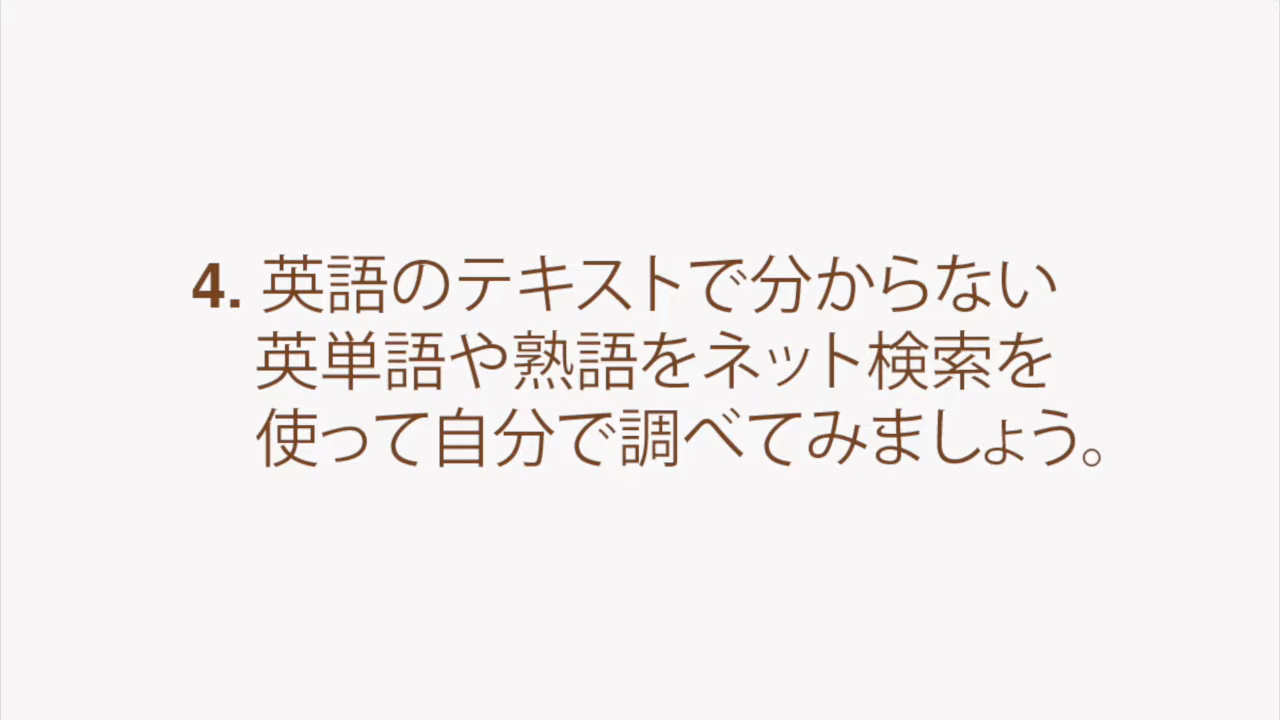 4. 英語のテキストで分からない
英単語や熟語をネット検索を
使って自分で調べてみましょう。